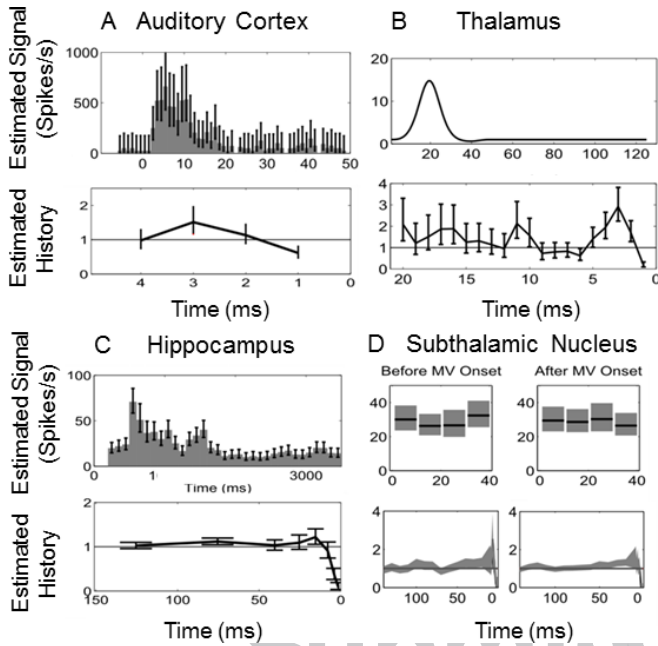 A Auditory Cortex
Estimated Signal
(Spikes/s)
1000
500
0
0 10 20 30 40 50
Estimated
History
2
1
0
4 3 2 1 0
Time (ms)
B Thalamus
20
10
0
20 40 60 80 100 120
4
3
2
1
0
20 15 10 5 0
Time (ms)
C Hippocampus
Estimated Signal
(Spikes/s)
100
50
0
0 3000
Time (ms)
Estimated
History
2
1
0
150 100 50 0
Time (ms)
D Subthalamic Nucleus
Before MV Onset
After MV Onset
40
20
0
0 20 40
40
20
0
0 20 40
4
2
0
100 50 0
4
2
0
100 50 0
Time (ms)